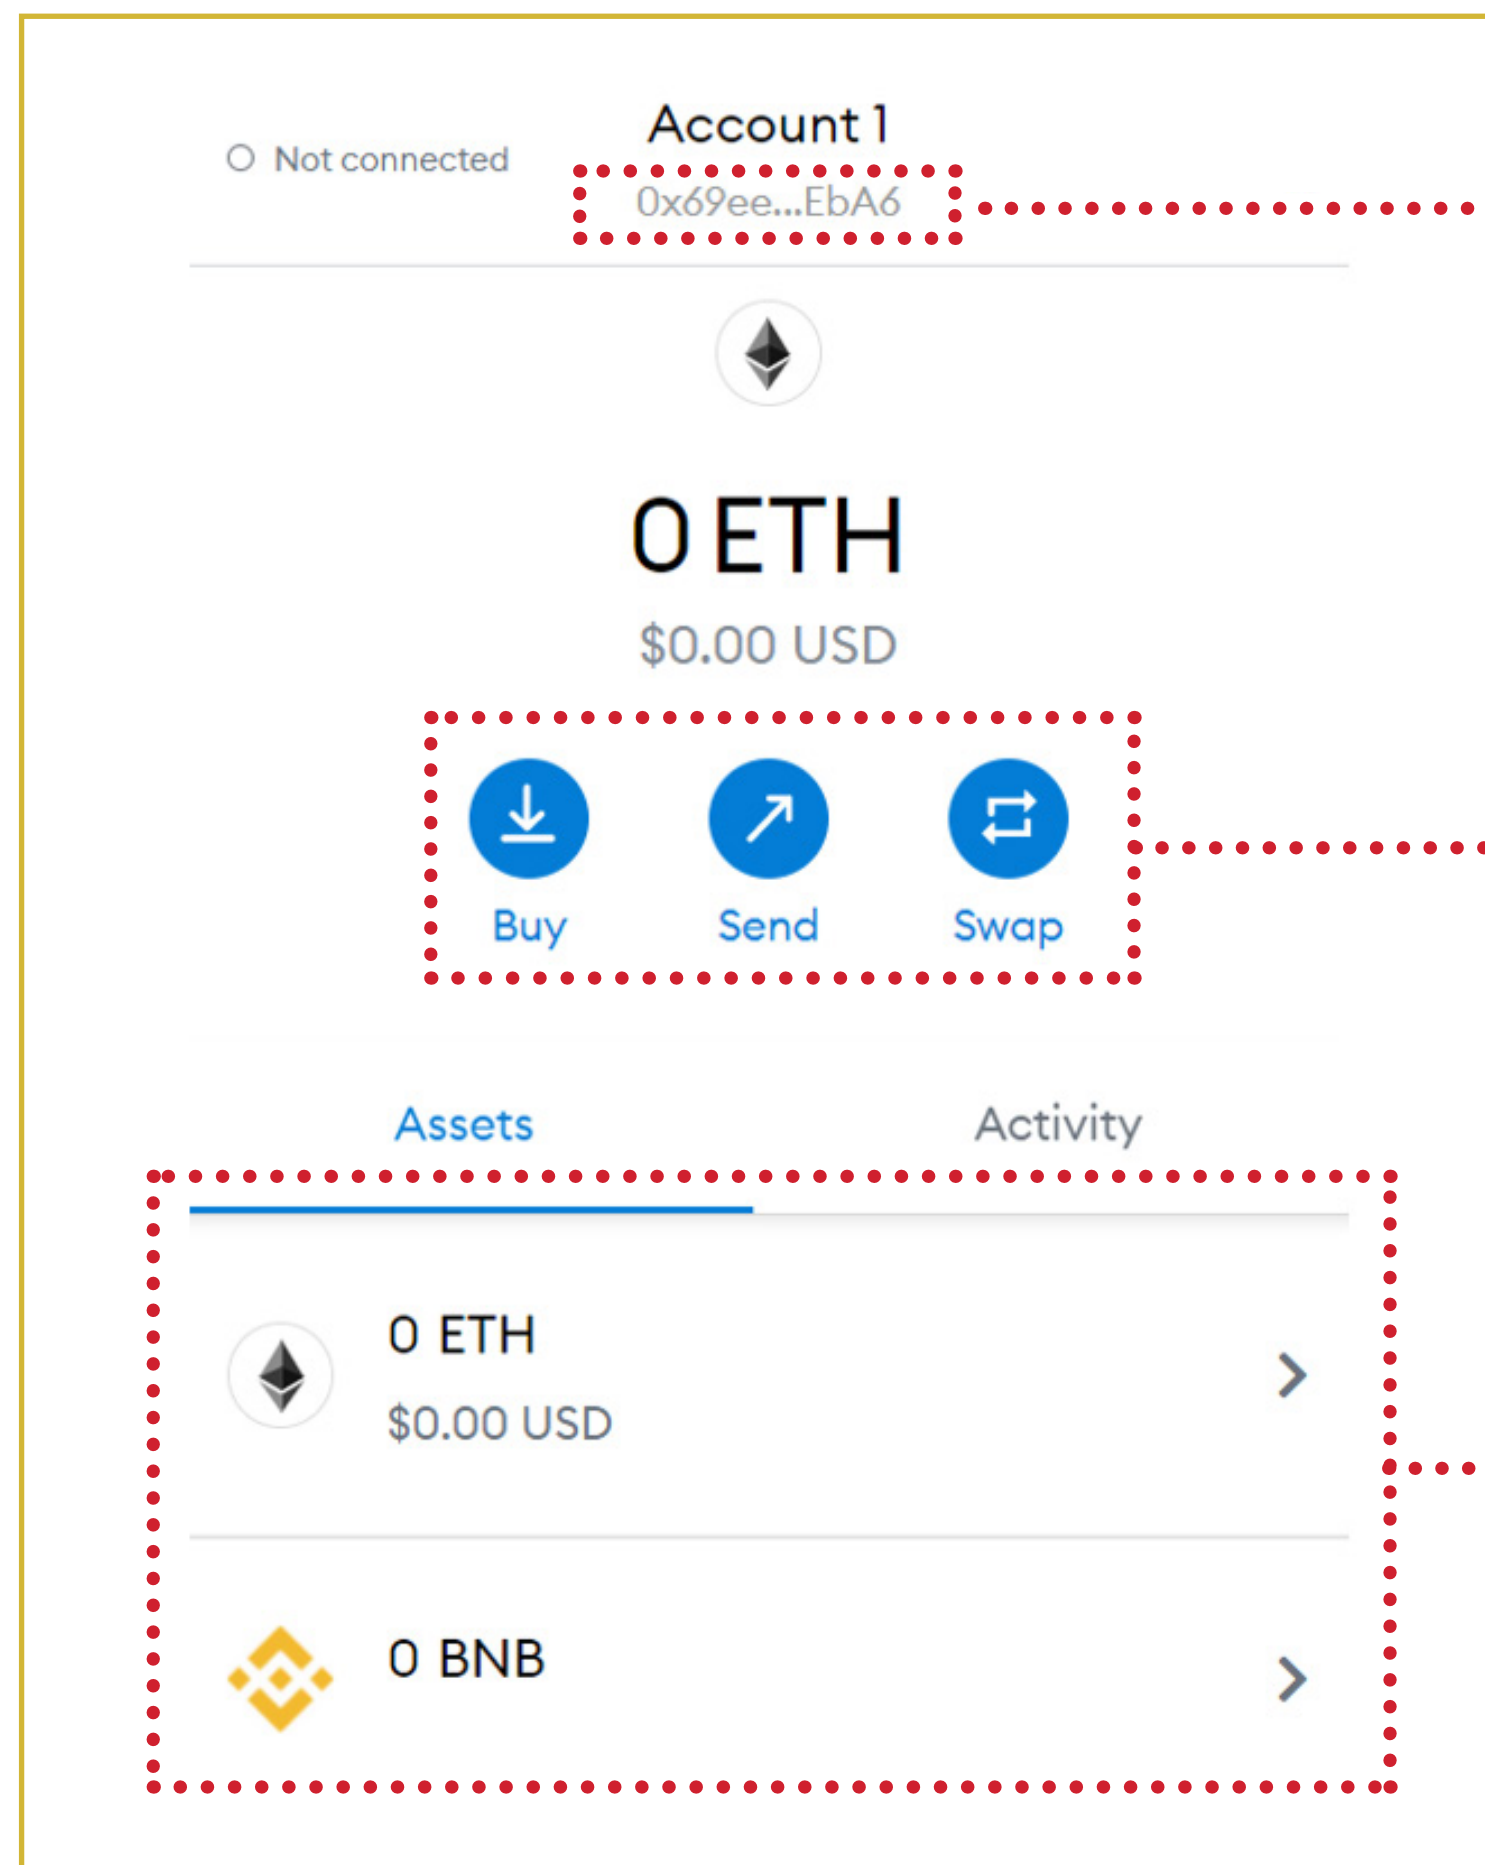 Account 1
Not connected
0x69ee...EbA6
0 ETH
$0.00 USD
Buy Send Swap
Assets Activity
0 ETH
$0.00 USD
0 BNB